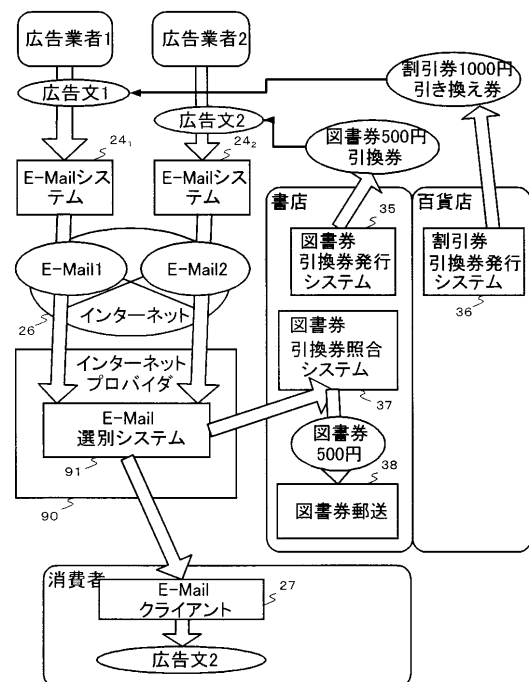 広告業者1
広告業者2
広告文1
割引券1000円
引き換え券
広告文2
図書券500円
引換券
24₁
24₂
E-Mailシス
テム
E-Mailシス
テム
書店
百貨店
35
図書券
引換券発行
システム
割引券
引換券発行
システム
36
E-Mail1
E-Mail2
インターネット
26
図書券
引換券照合
システム
37
インターネット
プロバイダ
E-Mail
選別システム
91
90
図書券
500円
38
図書券郵送
消費者
E-Mail
クライアント
27
広告文2